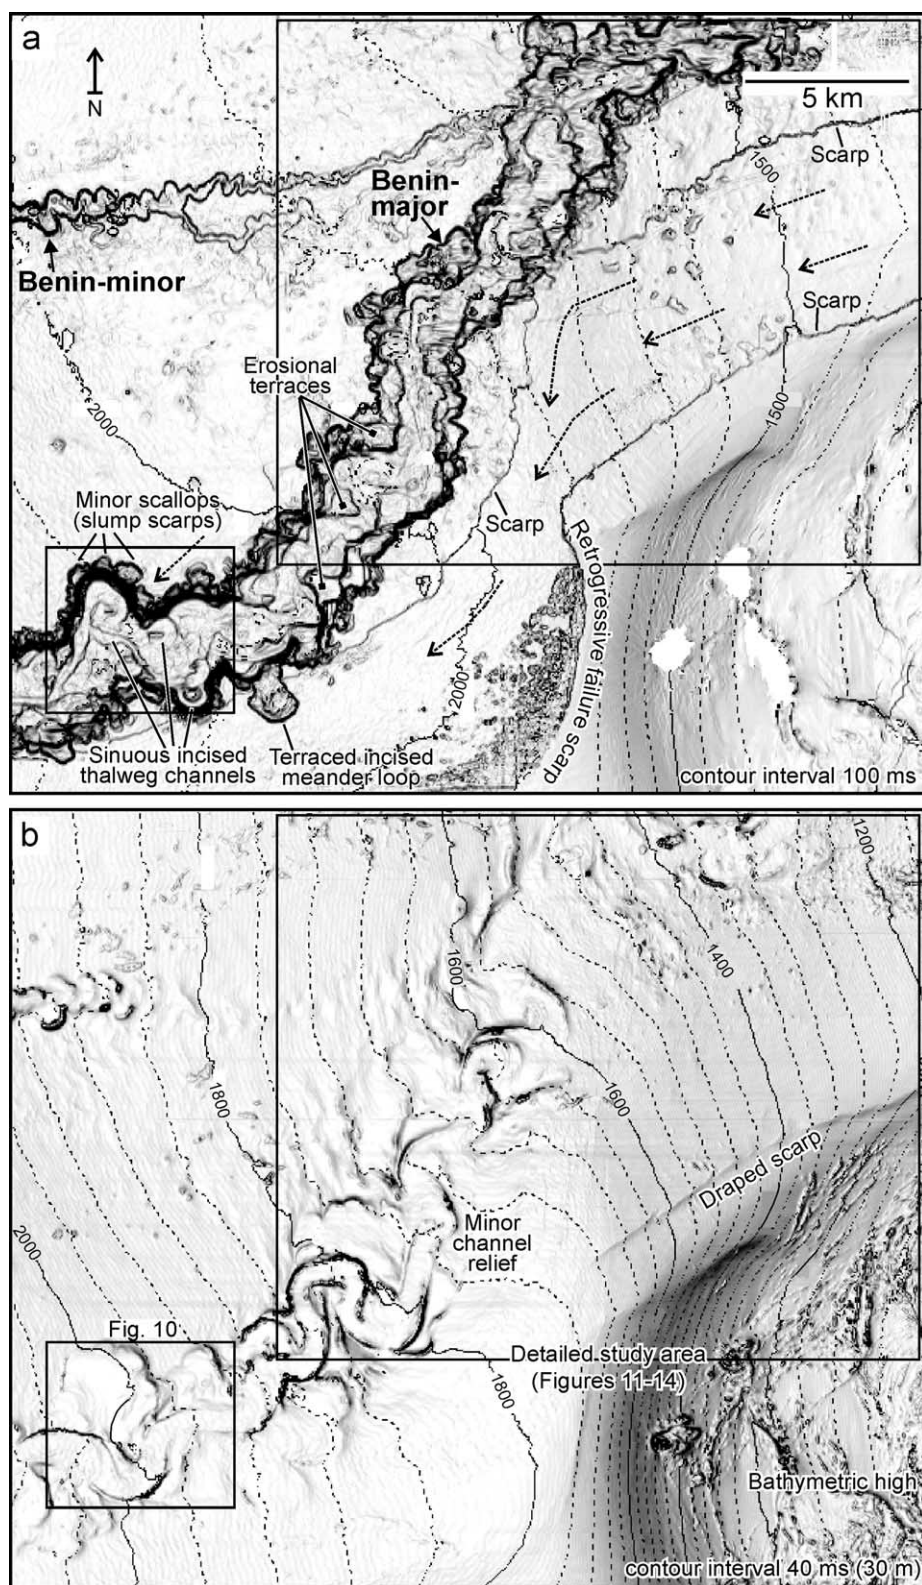 a
N
5 km
Scarp
1500
Benin-
major
Benin-minor
Scarp
Erosional
terraces
1500
2000
Minor scallops
(slump scarps)
Scarp
Retrogressive failure scarp
2000
Sinuous incised
thalweg channels
Terraced incised
meander loop
contour interval 100 ms
b
1200
1400
1600
1800
1600
Draped scarp
Minor
channel
relief
2000
Fig. 10
Detailed study area
(Figures 11-14)
1800
Bathymetric high
contour interval 40 ms (30 m)